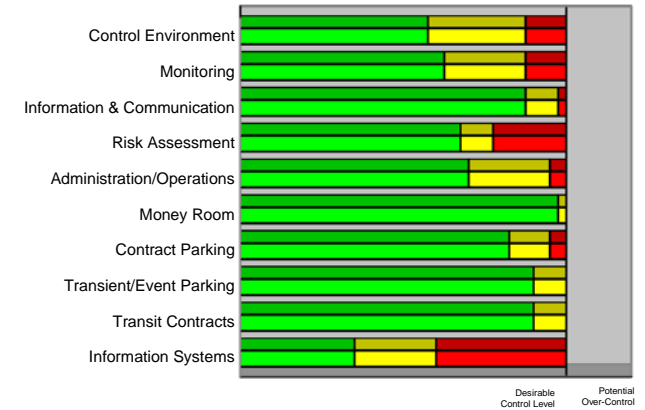 Control Environment
Monitoring
Information & Communication
Risk Assessment
Administration/Operations
Money Room
Contract Parking
Transient/Event Parking
Transit Contracts
Information Systems
Desirable
Control Level
Potential
Over-Control